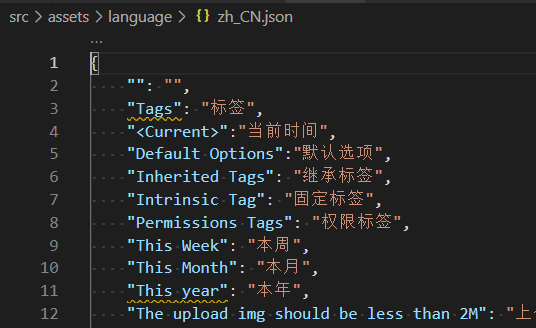 src > assets > language > {} zh_CN.json
...
1 {
2 "": "",
3 "Tags": "标签",
4 "<Current>":"当前时间",
5 "Default Options":"默认选项",
6 "Inherited Tags": "继承标签",
7 "Intrinsic Tag": "固定标签",
8 "Permissions Tags": "权限标签",
9 "This Week": "本周",
10 "This Month": "本月",
11 "This year": "本年",
12 "The upload img should be less than 2M": "上